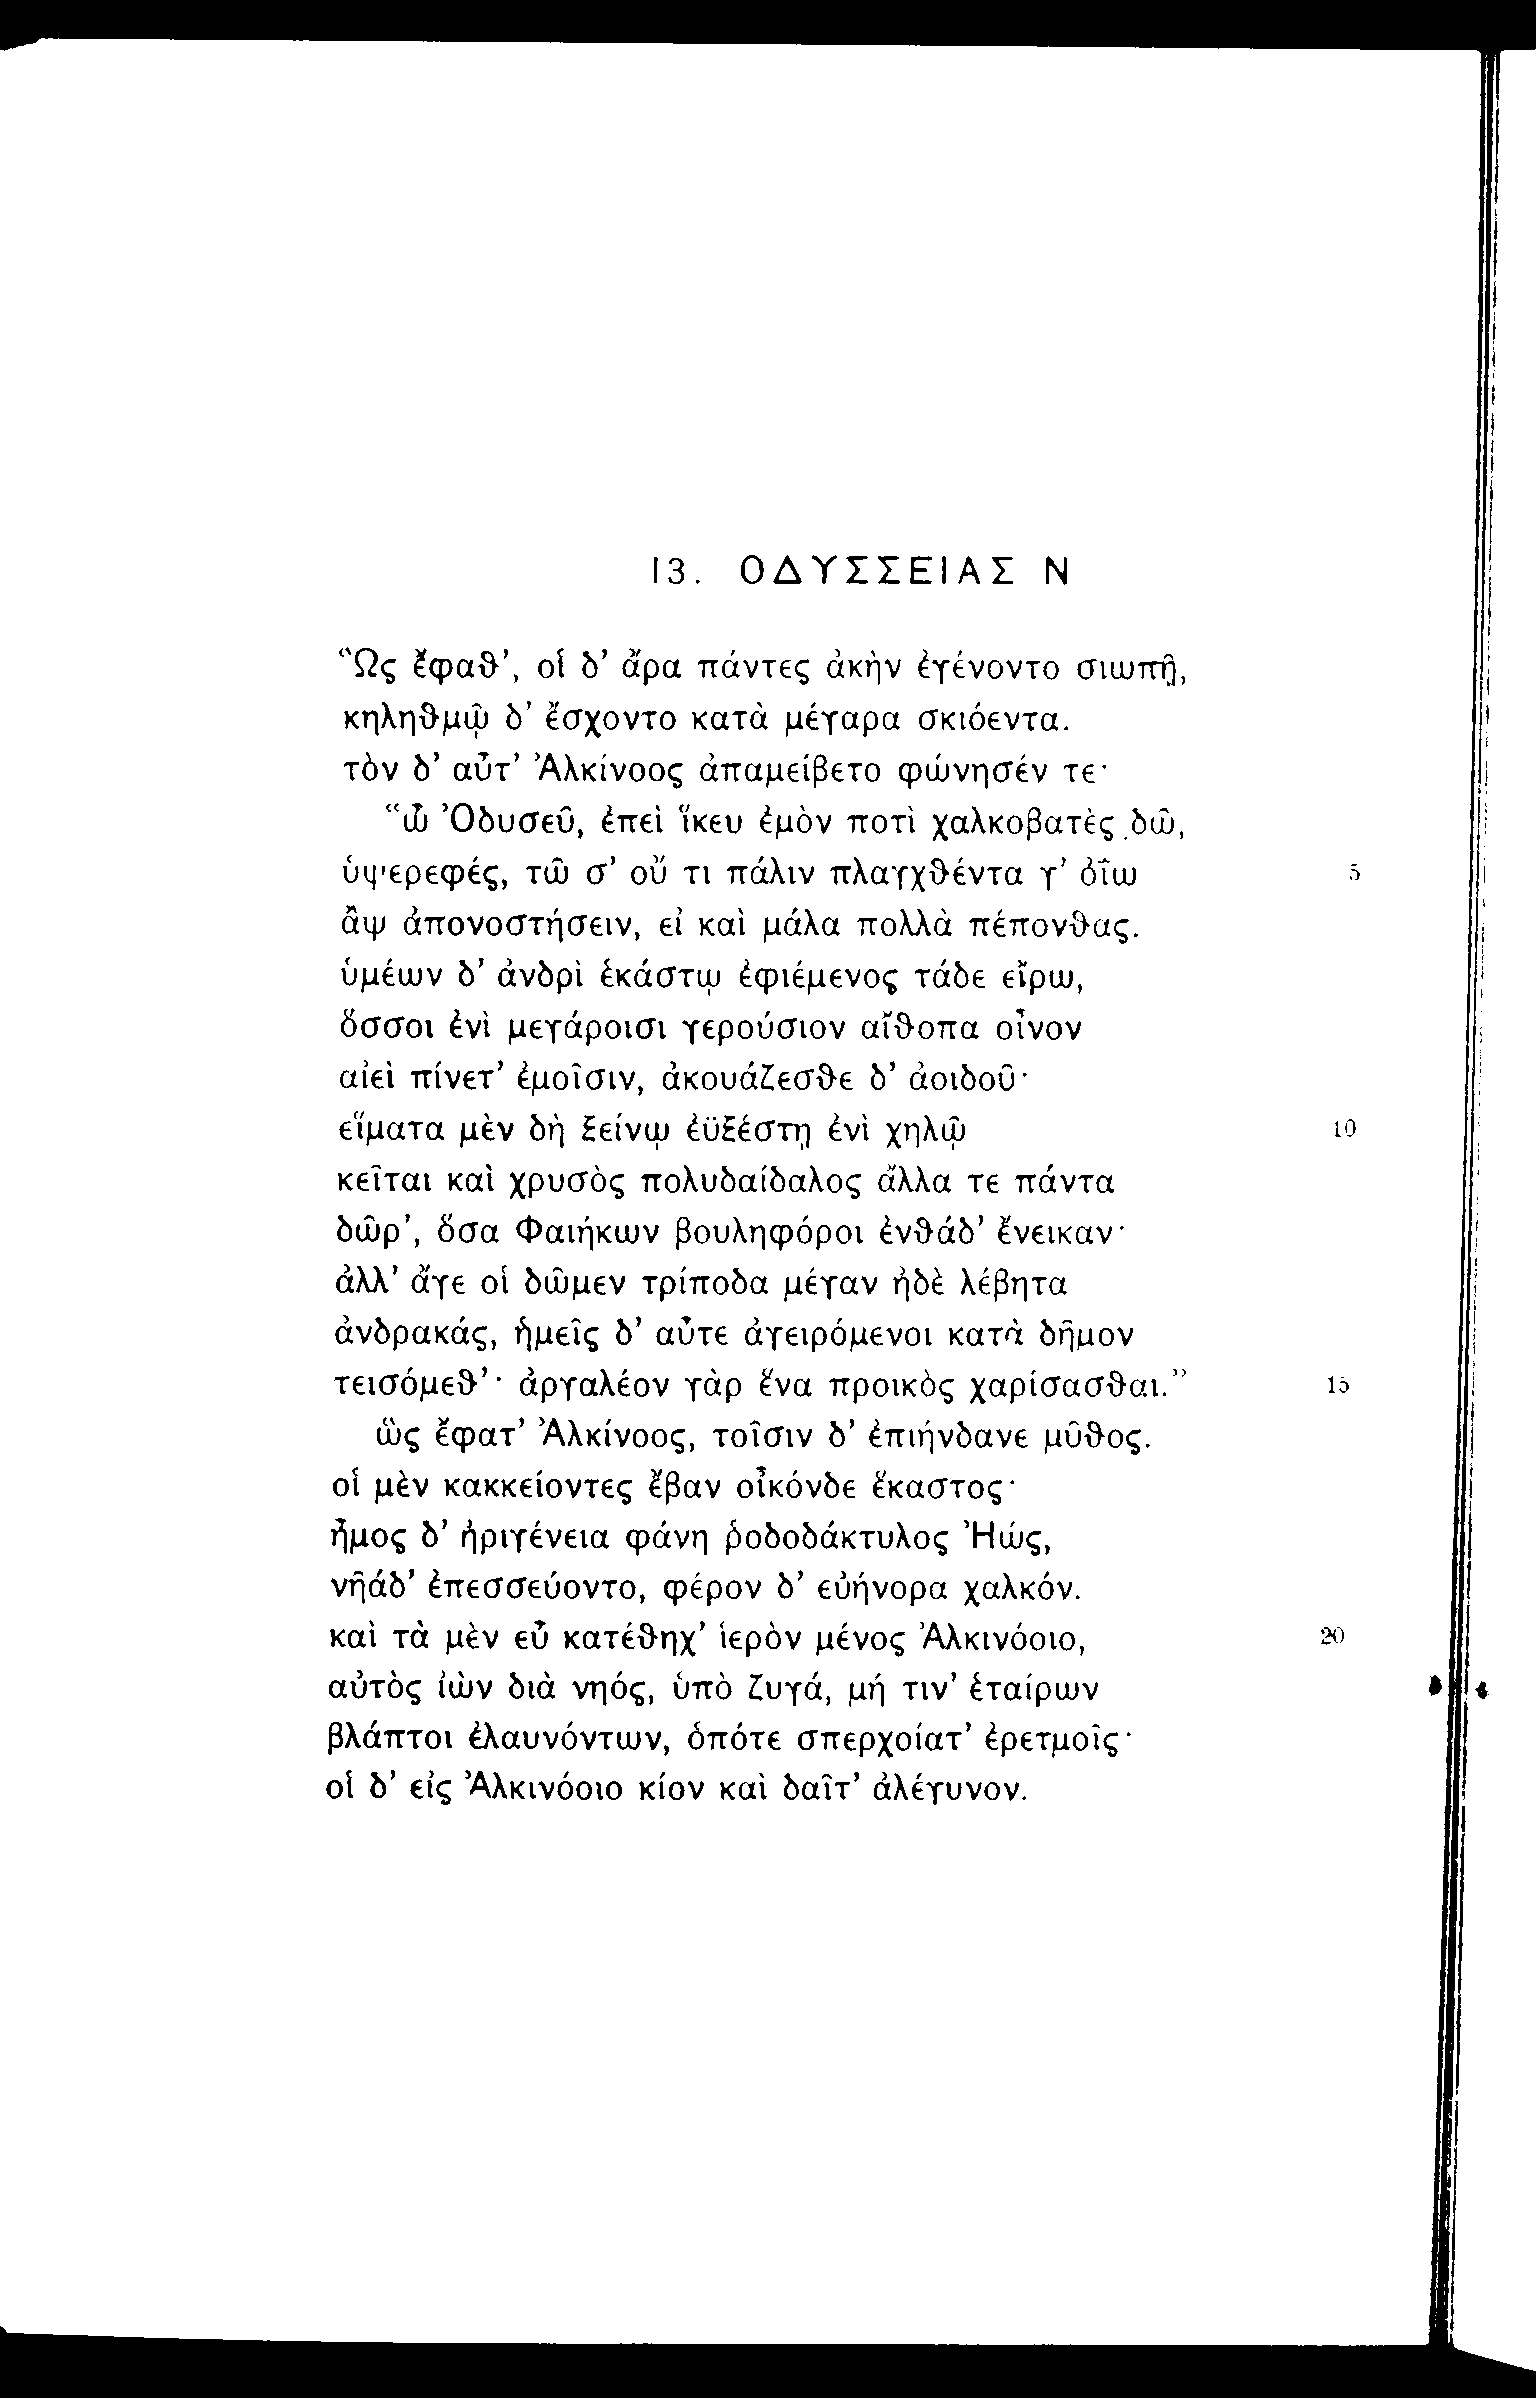 13. ΟΔΥΣΣΕΙΑΣ Ν
Ὣς ἔφαϑ’, οἱ δ’ ἄρα πάντες ἀκὴν ἐγένοντο σιωπῇ,
κηληϑμῷ δ’ ἔσχοντο κατὰ μέγαρα σκιόεντα.
τὸν δ’ αὖτ’ Ἀλκίνοος ἀπαμείβετο φώνησέν τε·
“ὦ Ὀδυσεῦ, ἐπεὶ ἵκευ ἐμὸν ποτὶ χαλκοβατὲς δῶ,
ὑψερεφές, τῶ σ’ οὔ τι πάλιν πλαγχϑέντα γ’ ὀΐω 5
ἂψ ἀπονοστήσειν, εἰ καὶ μάλα πολλὰ πέπονϑας.
ὑμέων δ’ ἀνδρὶ ἑκάστῳ ἐφιέμενος τάδε εἴρω,
ὅσσοι ἐνὶ μεγάροισι γερούσιον αἴϑοπα οἶνον
αἰεὶ πίνετ’ ἐμοῖσιν, ἀκουάζεσϑε δ’ ἀοιδοῦ·
εἵματα μὲν δὴ ξείνῳ ἐϋξέστῃ ἐνὶ χηλῷ 10
κεῖται καὶ χρυσὸς πολυδαίδαλος ἄλλα τε πάντα
δῶρ’, ὅσα Φαιήκων βουληφόροι ἐνϑάδ’ ἔνεικαν·
ἀλλ’ ἄγε οἱ δῶμεν τρίποδα μέγαν ἠδὲ λέβητα
ἀνδρακάς, ἡμεῖς δ’ αὖτε ἀγειρόμενοι κατὰ δῆμον
τεισόμεϑ’· ἀργαλέον γὰρ ἕνα προικὸς χαρίσασϑαι.” 15
ὣς ἔφατ’ Ἀλκίνοος, τοῖσιν δ’ ἐπιήνδανε μῦϑος.
οἱ μὲν κακκείοντες ἔβαν οἶκόνδε ἕκαστος·
ἦμος δ’ ἠριγένεια φάνη ῥοδοδάκτυλος Ἠώς,
νῆάδ’ ἐπεσσεύοντο, φέρον δ’ εὐήνορα χαλκόν.
καὶ τὰ μὲν εὖ κατέϑηχ’ ἱερὸν μένος Ἀλκινόοιο, 20
αὐτὸς ἰὼν διὰ νηός, ὑπὸ ζυγά, μή τιν’ ἑταίρων
βλάπτοι ἐλαυνόντων, ὁπότε σπερχοίατ’ ἐρετμοῖς·
οἱ δ’ εἰς Ἀλκινόοιο κίον καὶ δαῖτ’ ἀλέγυνον.